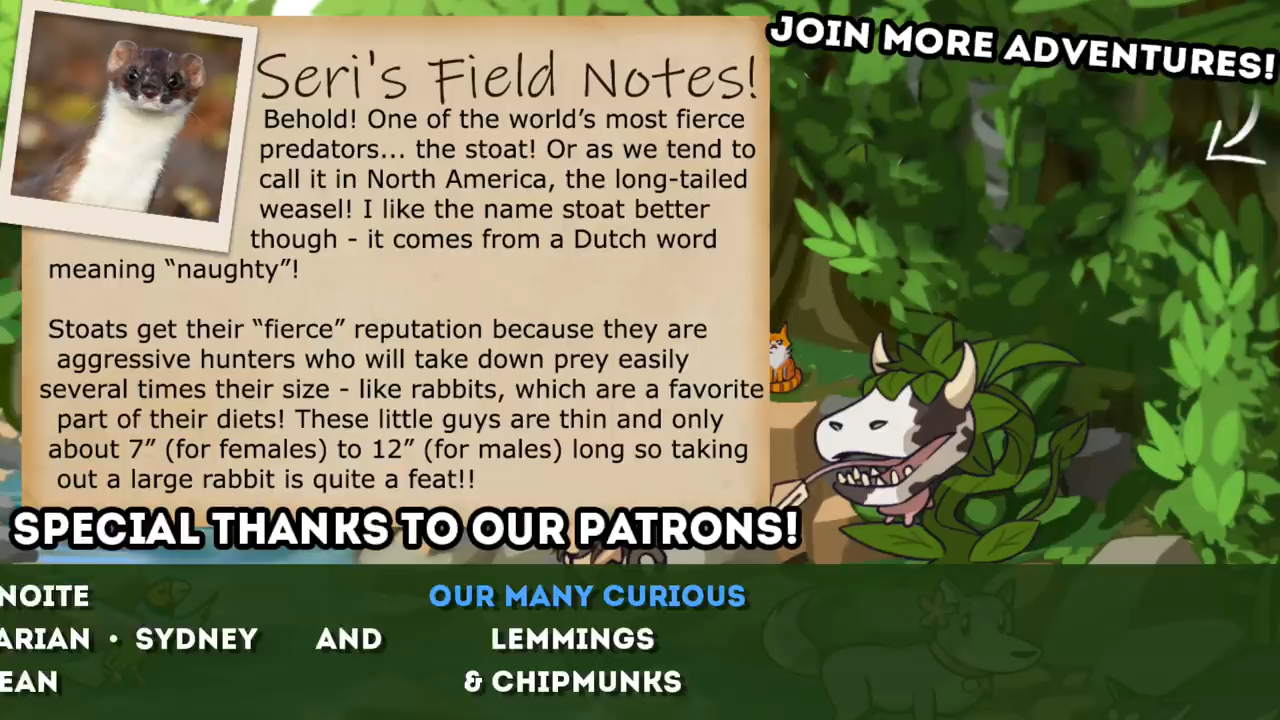 JOIN MORE ADVENTURES!
Seri's Field Notes!
Behold! One of the world’s most fierce
predators... the stoat! Or as we tend to
call it in North America, the long-tailed
weasel! I like the name stoat better
though - it comes from a Dutch word
meaning “naughty”!
Stoats get their “fierce” reputation because they are
aggressive hunters who will take down prey easily
several times their size - like rabbits, which are a favorite
part of their diets! These little guys are thin and only
about 7” (for females) to 12” (for males) long so taking
out a large rabbit is quite a feat!!
SPECIAL THANKS TO OUR PATRONS!
NOITE OUR MANY CURIOUS
ARIAN • SYDNEY AND LEMMINGS
EAN & CHIPMUNKS